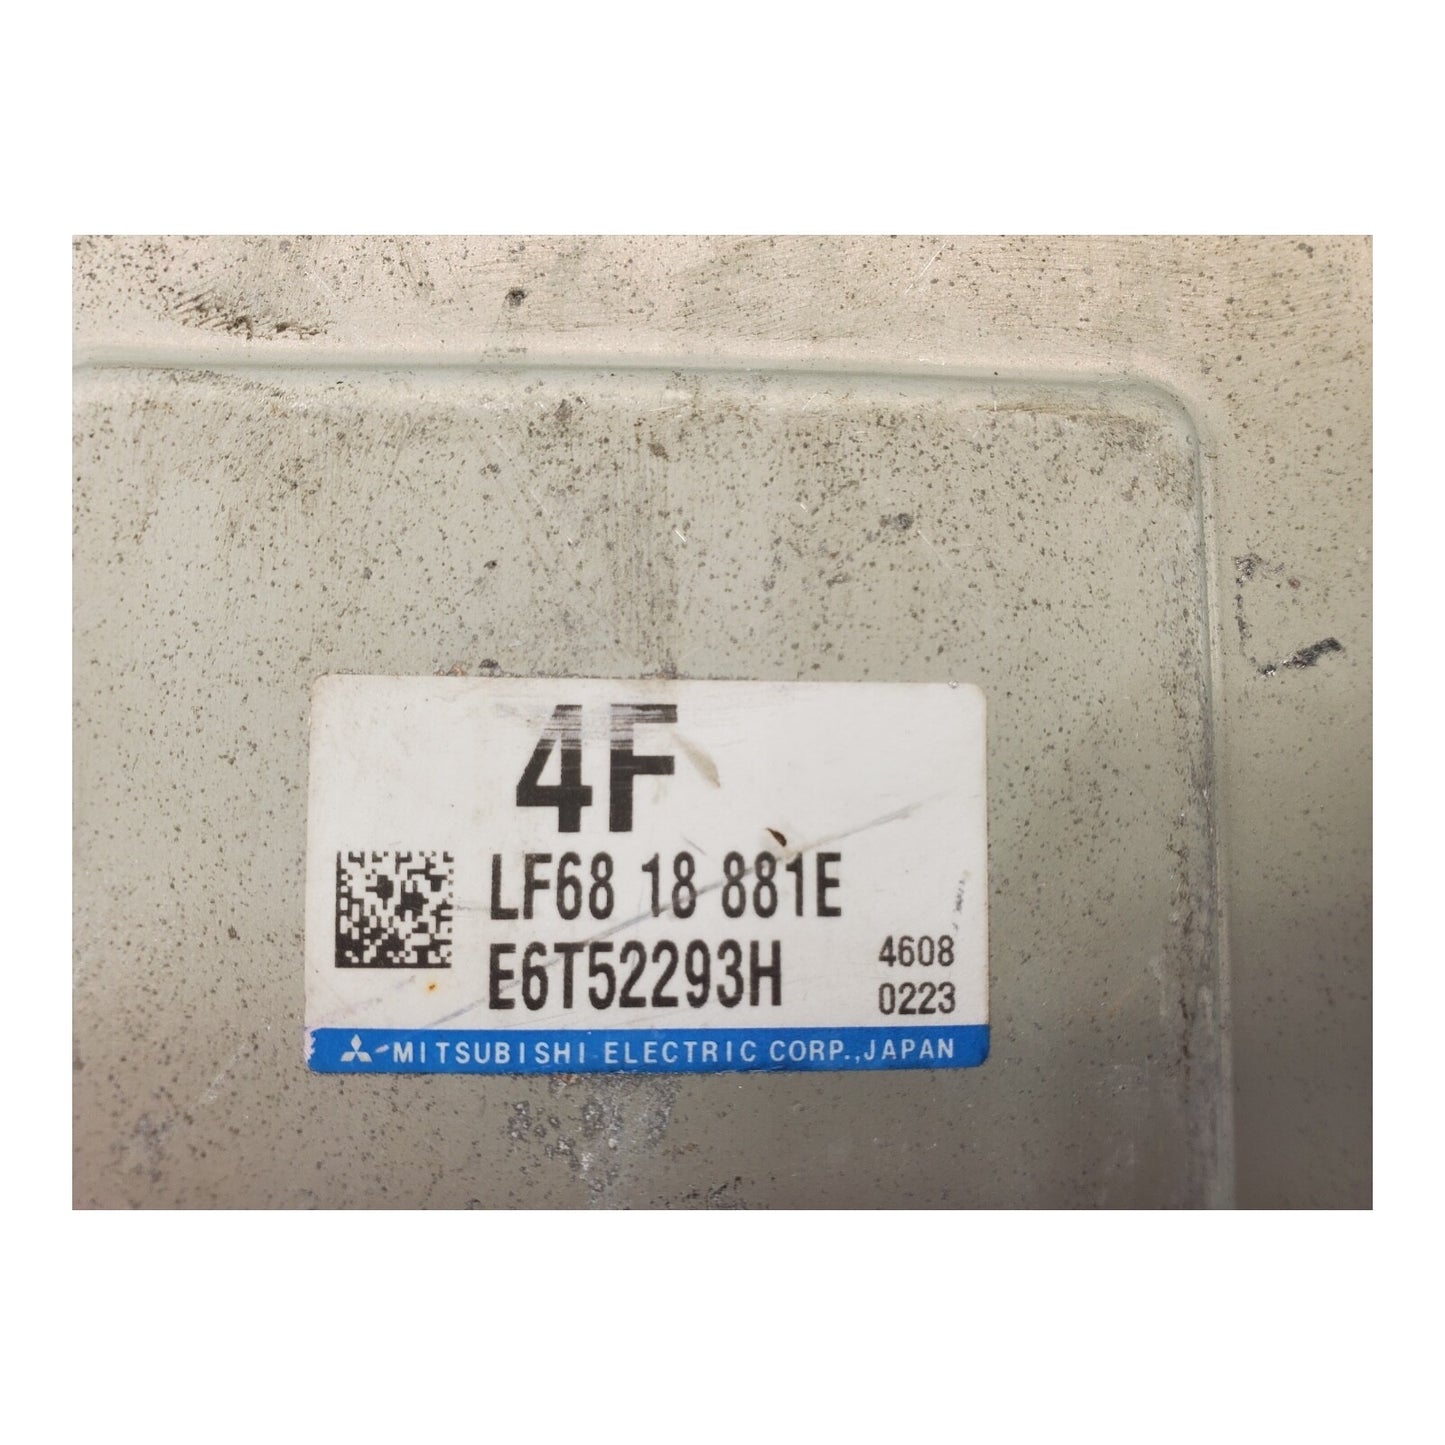 4F
LF68 18 881E
E6T52293H
4608
0223
MITSUBISHI ELECTRIC CORP.,JAPAN